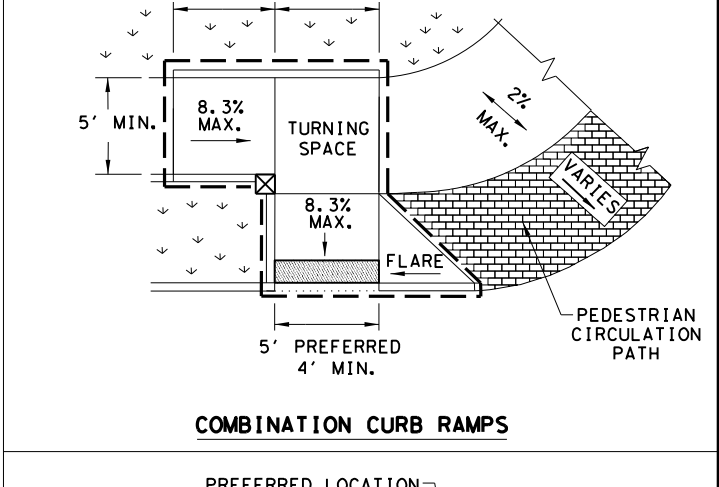 5' MIN.
8.3%
MAX.
TURNING
SPACE
2%
MAX.
VARIES
8.3%
MAX.
FLARE
PEDESTRIAN
CIRCULATION
PATH
5' PREFERRED
4' MIN.
COMBINATION CURB RAMPS
PREFERRED LOCATION